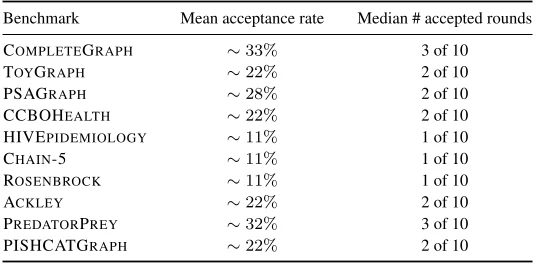 Benchmark Mean acceptance rate Median # accepted rounds
COMPLETEGRAPH ∼ 33% 3 of 10
TOYGRAPH ∼ 22% 2 of 10
PSAGRAPH ∼ 28% 2 of 10
CCBOHEALTH ∼ 22% 2 of 10
HIVEPIDEMIOLOGY ∼ 11% 1 of 10
CHAIN-5 ∼ 11% 1 of 10
ROSENBROCK ∼ 11% 1 of 10
ACKLEY ∼ 22% 2 of 10
PREDATORPREY ∼ 32% 3 of 10
PISHCATGRAPH ∼ 22% 2 of 10